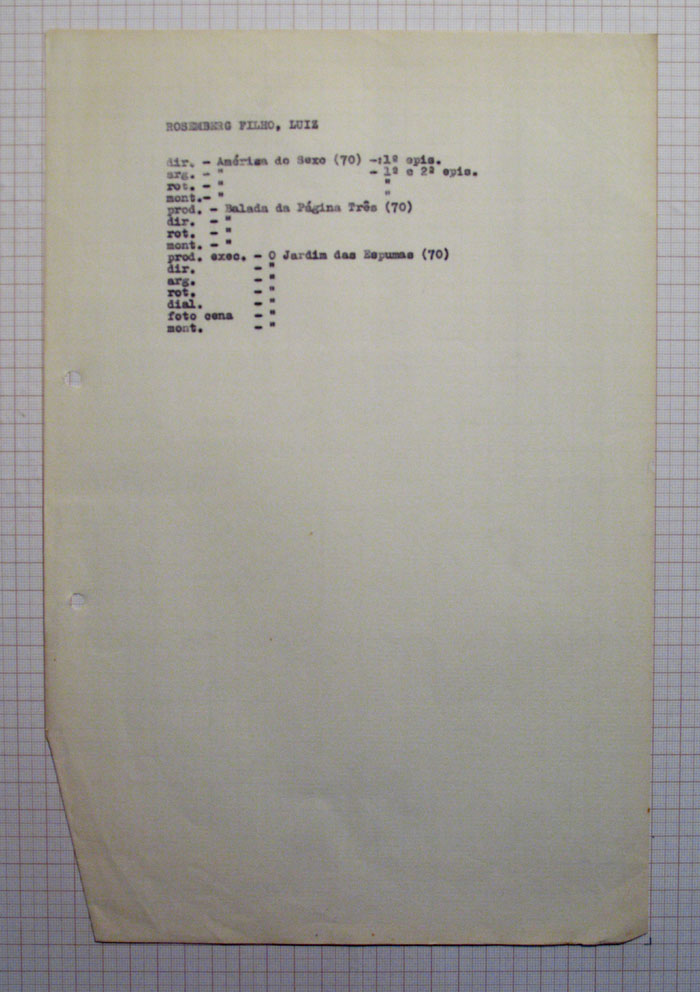 ROSEMBERG FILHO, LUIZ
dir. - América do Sexo (70) -:1º epis.
arg. - " - 1º e 2º epis.
rot. - " "
mont.- " "
prod. - Balada da Página Três (70)
dir. - "
rot. - "
mont. - "
prod. exec. - O Jardim das Espumas (70)
dir. - "
arg. - "
rot. - "
dial. - "
foto cena - "
mont. - "